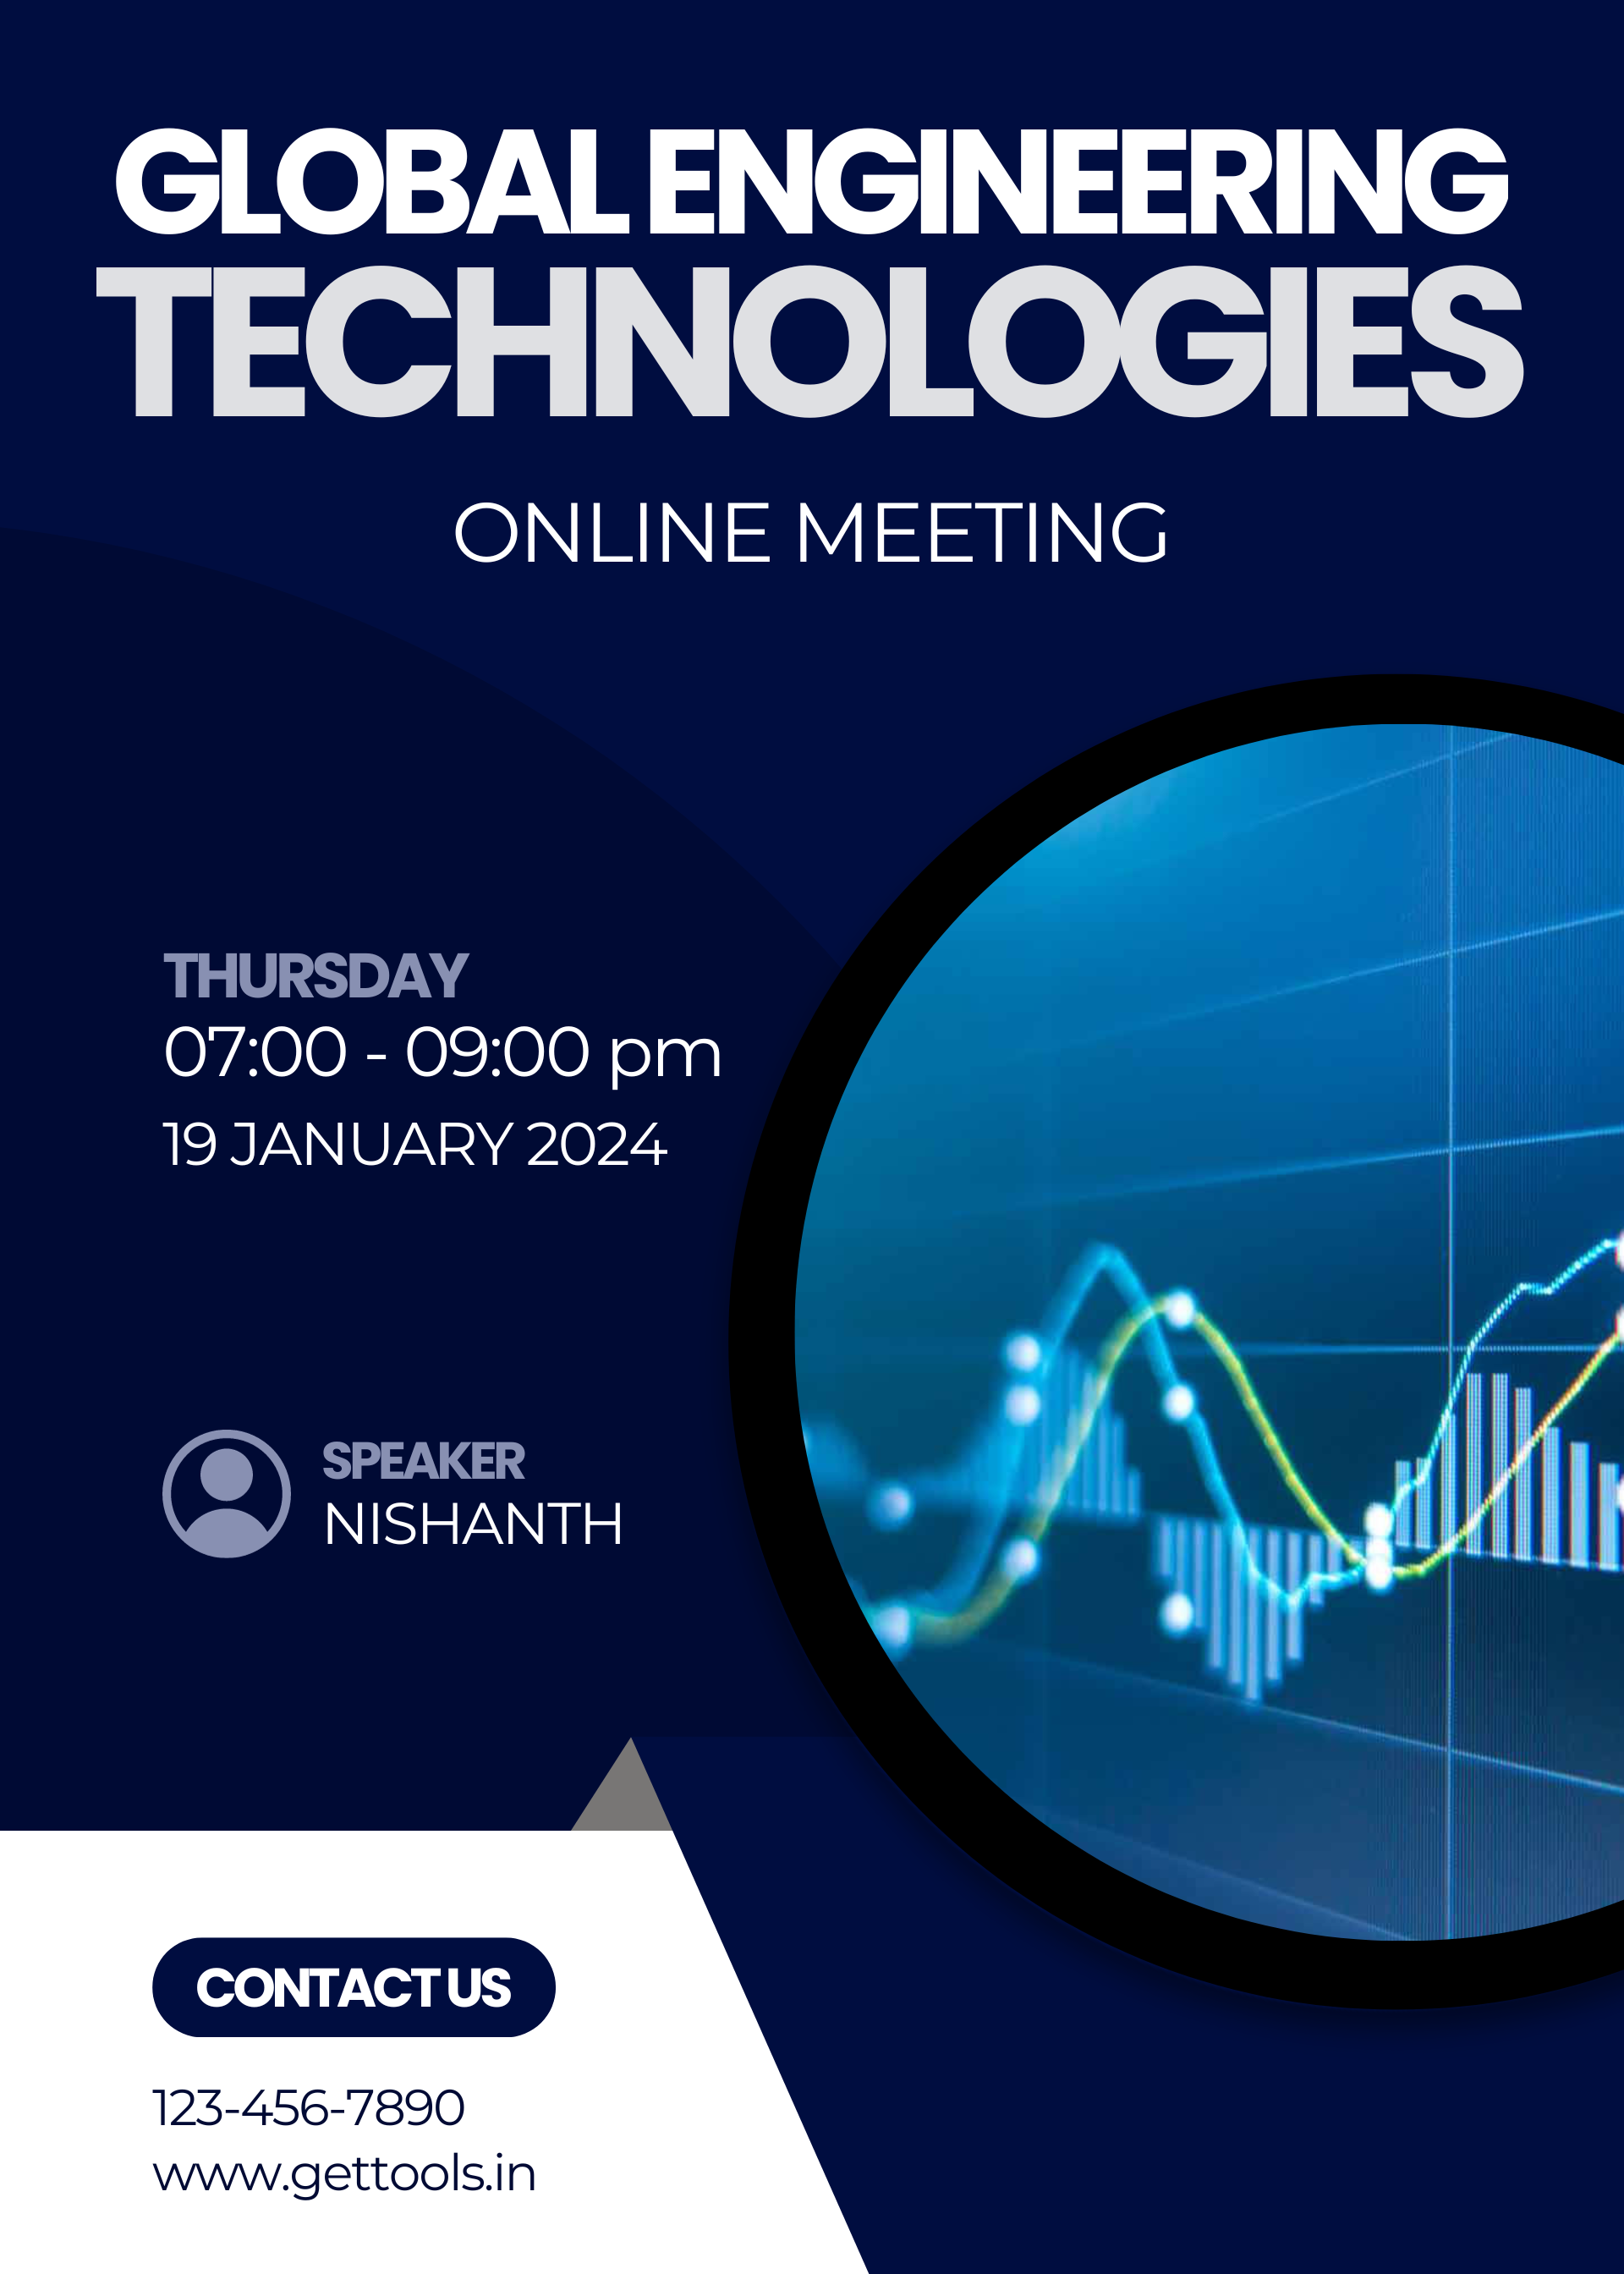 GLOBAL ENGINEERING
TECHNOLOGIES
ONLINE MEETING
THURSDAY
07:00 - 09:00 pm
19 JANUARY 2024
SPEAKER
NISHANTH
CONTACT US
123-456-7890
www.gettools.in